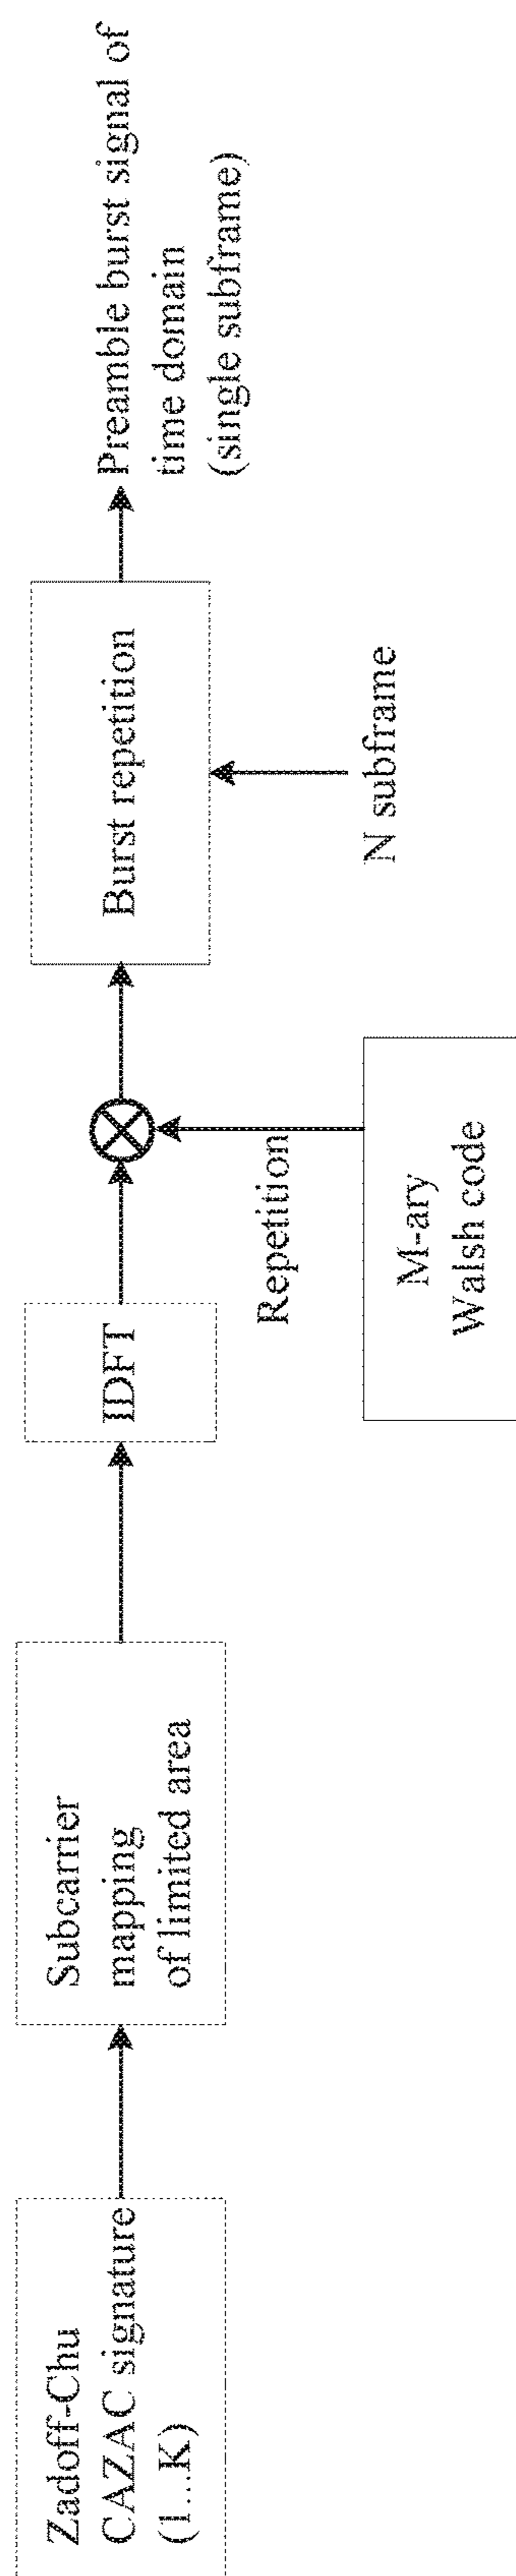 Zadoff-Chu
CAZAC signature
(1...K)
Subcarrier
mapping
of limited area
IDFT
Repetition
M-ary
Walsh code
Burst repetition
N subframe
Preamble burst signal of
time domain
(single subframe)